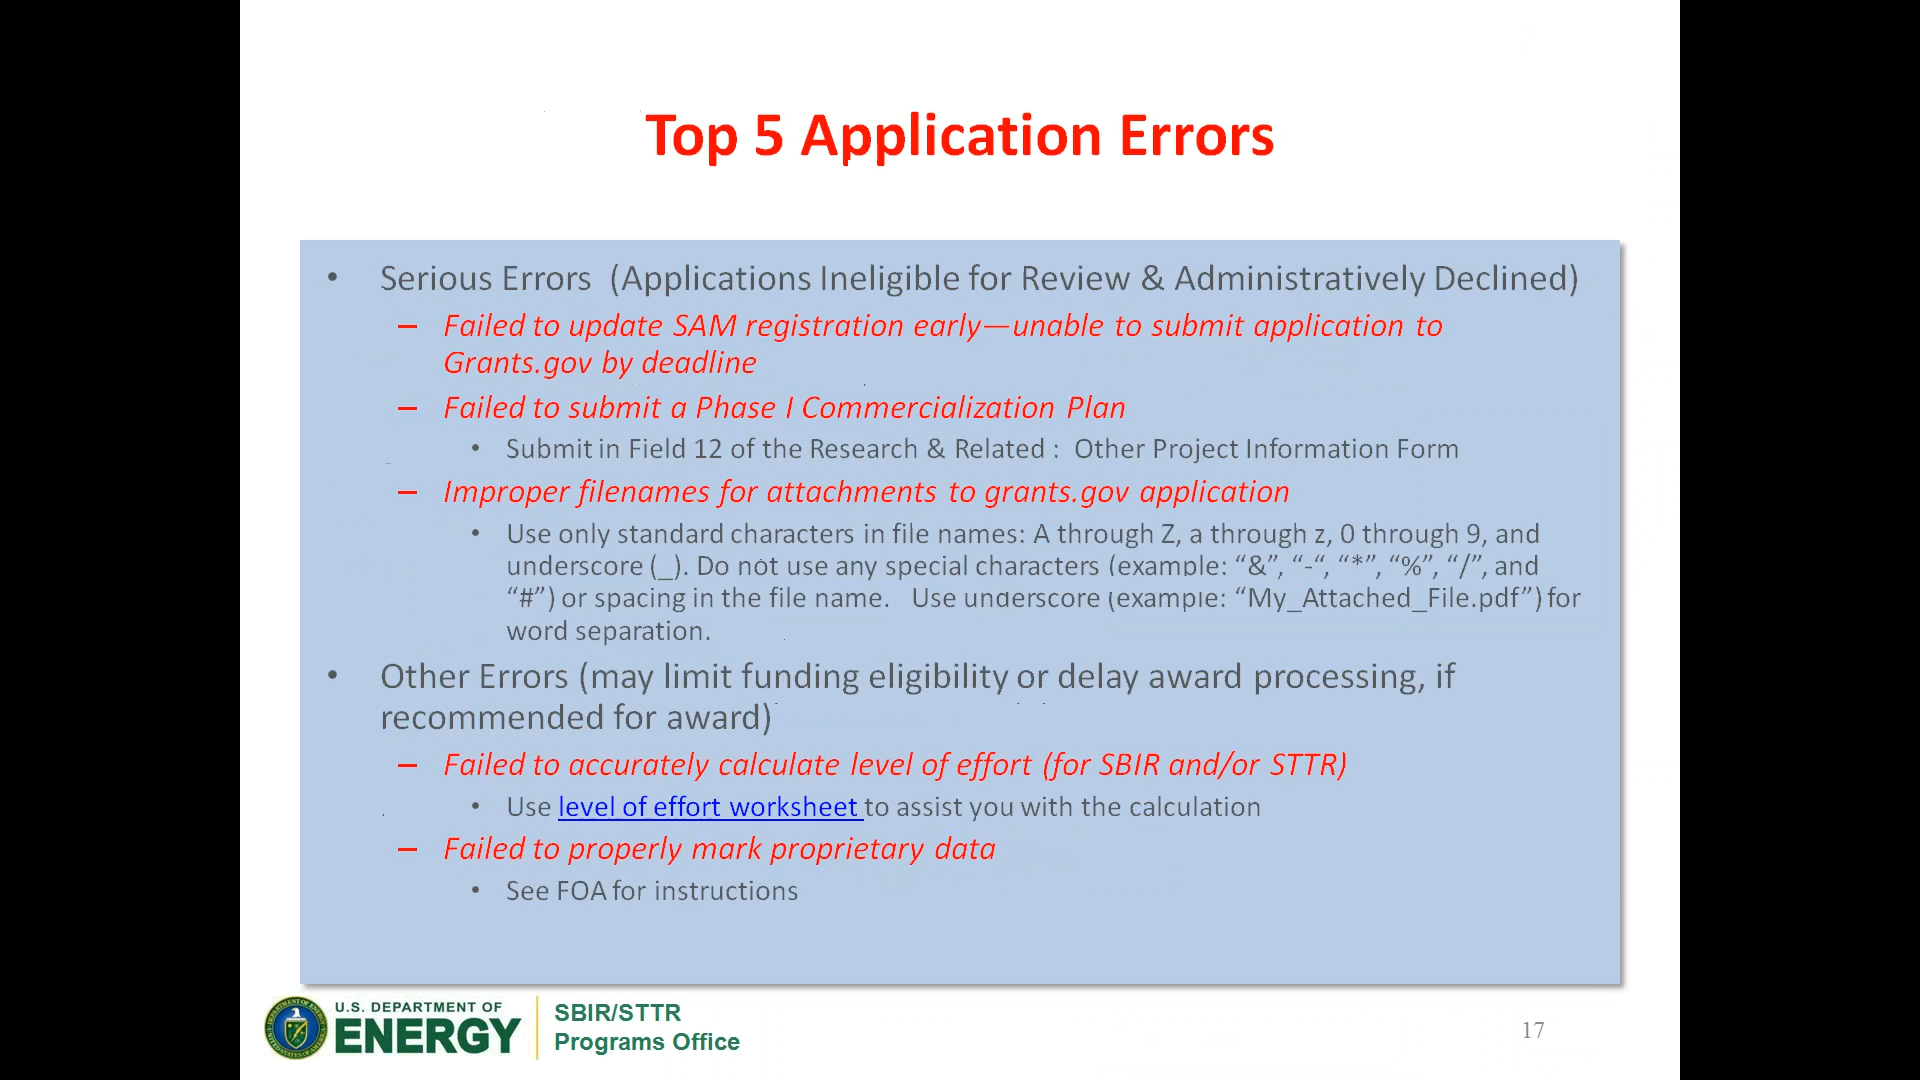 Top 5 Application Errors
• Serious Errors (Applications Ineligible for Review & Administratively Declined)
– Failed to update SAM registration early—unable to submit application to
Grants.gov by deadline
– Failed to submit a Phase I Commercialization Plan
• Submit in Field 12 of the Research & Related : Other Project Information Form
– Improper filenames for attachments to grants.gov application
• Use only standard characters in file names: A through Z, a through z, 0 through 9, and
underscore (_). Do not use any special characters (example: “&”, “-“, “*”, “%”, “/”, and
“#”) or spacing in the file name. Use underscore (example: “My_Attached_File.pdf”) for
word separation.
• Other Errors (may limit funding eligibility or delay award processing, if
recommended for award)
– Failed to accurately calculate level of effort (for SBIR and/or STTR)
• Use level of effort worksheet to assist you with the calculation
– Failed to properly mark proprietary data
• See FOA for instructions
U.S. DEPARTMENT OF
ENERGY
SBIR/STTR
Programs Office
17